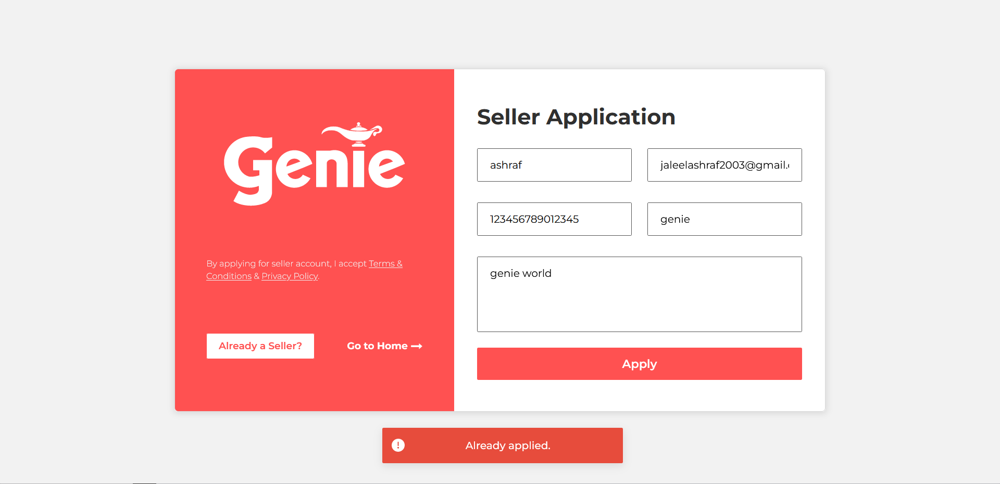 Genie
By applying for seller account, I accept Terms &
Conditions & Privacy Policy.
Already a Seller?
Go to Home
Seller Application
ashraf
jaleelashraf2003@gmail.
123456789012345
genie
genie world
Apply
Already applied.